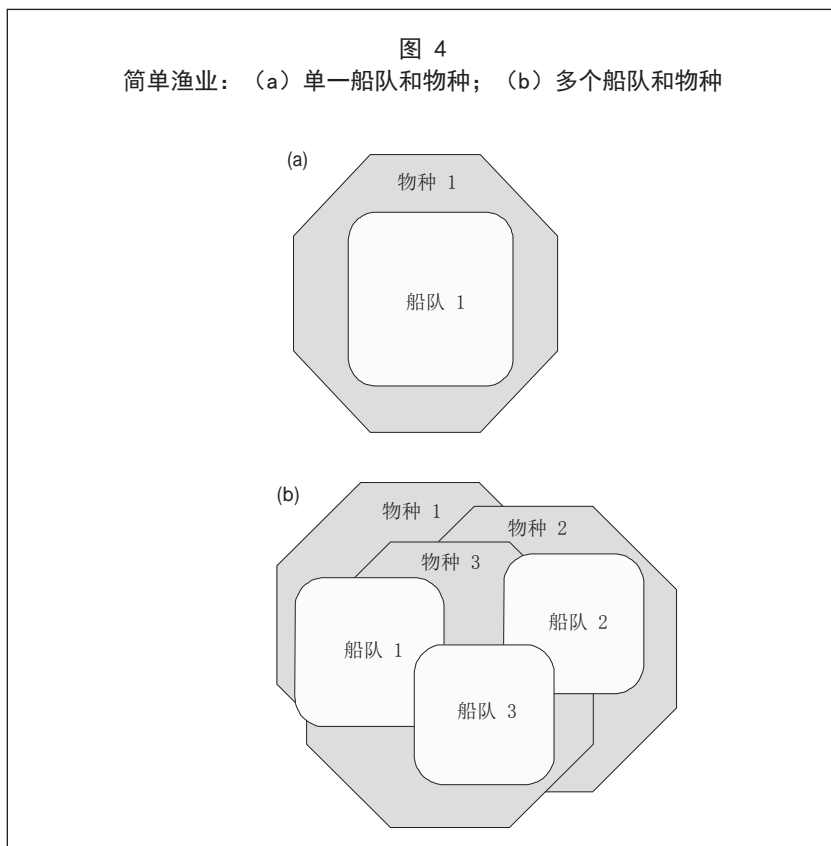 图 4
简单渔业：（a）单一船队和物种；（b）多个船队和物种
(a)
物种 1
船队 1
(b)
物种 1
物种 2
物种 3
船队 2
船队 1
船队 3